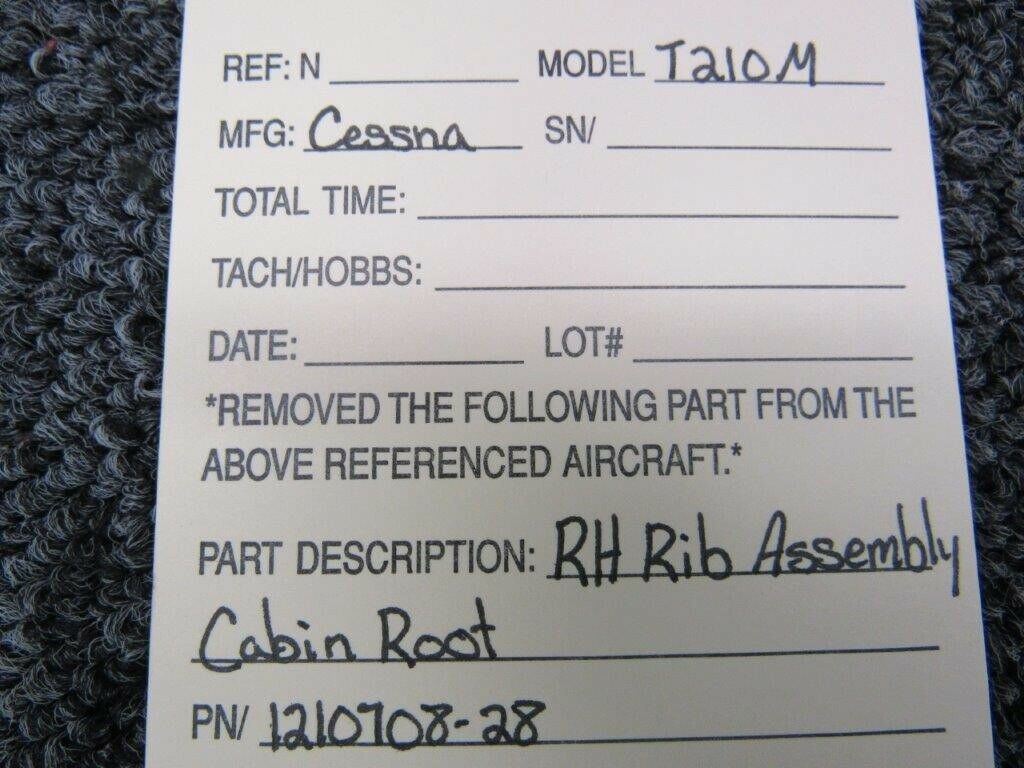 REF: N MODEL T210M
MFG: Cessna SN/
TOTAL TIME:
TACH/HOBBS:
DATE: LOT#
*REMOVED THE FOLLOWING PART FROM THE
ABOVE REFERENCED AIRCRAFT.*
PART DESCRIPTION: RH Rib Assembly
Cabin Root
PN/ 1210708-28